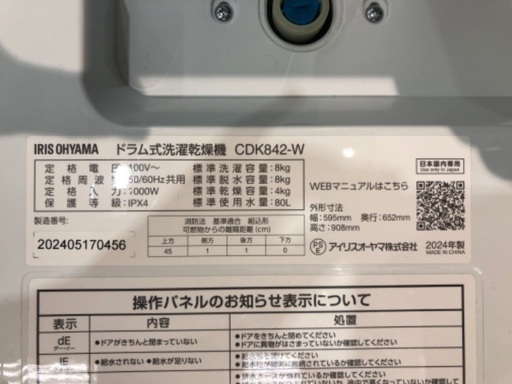 IRIS OHYAMA ドラム式洗濯乾燥機 CDK842-W
定格電圧 100V～ 標準洗濯容量 8kg
定格周波数 50/60Hz共用 標準脱水容量 8kg
定格入力 1000W 標準乾燥容量 4kg
保護等級 IPX4 標準使用水量 80L
日本国内専用
Use only in Japan
WEBマニュアルはこちら
外形寸法
幅:595mm 奥行:652mm
高さ:908mm
製造番号:
202405170456
消防法 基準適合 組込形
可燃物からの離隔距離(cm)
上方 側方 後方 下方
45 1 1 0
PSE
アイリスオーヤマ株式会社
2024年製
MADE IN CHINA
操作パネルのお知らせ表示について
表示 内容 処置
dE ドアがきちんと閉まっていない ・ドアをきちんと閉めてください
・ドアに異物がはさまっていないか確認してください
IE ・給水されない ・給水が足りない